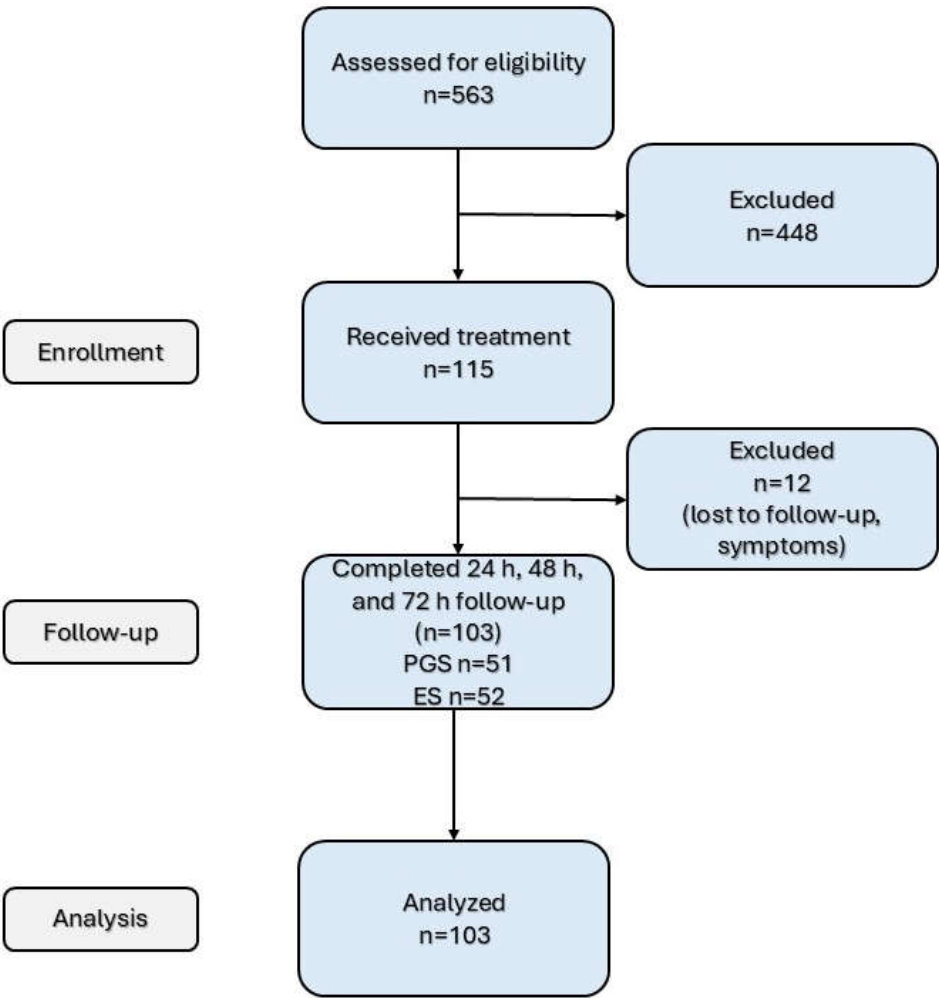 Assessed for eligibility
n=563
Excluded
n=448
Enrollment
Received treatment
n=115
Excluded
n=12
(lost to follow-up,
symptoms)
Follow-up
Completed 24 h, 48 h,
and 72 h follow-up
(n=103)
PGS n=51
ES n=52
Analysis
Analyzed
n=103